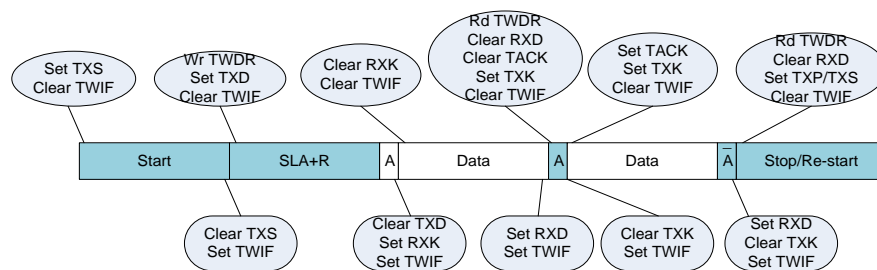 Set TXS
Clear TWIF
Wr TWDR
Set TXD
Clear TWIF
Clear RXK
Clear TWIF
Rd TWDR
Clear RXD
Clear TACK
Set TXK
Clear TWIF
Set TACK
Set TXK
Clear TWIF
Rd TWDR
Clear RXD
Set TXP/TXS
Clear TWIF
Start
SLA+R
A
Data
A
Data
A̅
Stop/Re-start
Clear TXS
Set TWIF
Clear TXD
Set RXK
Set TWIF
Set RXD
Set TWIF
Clear TXK
Set TWIF
Set RXD
Clear TXK
Set TWIF